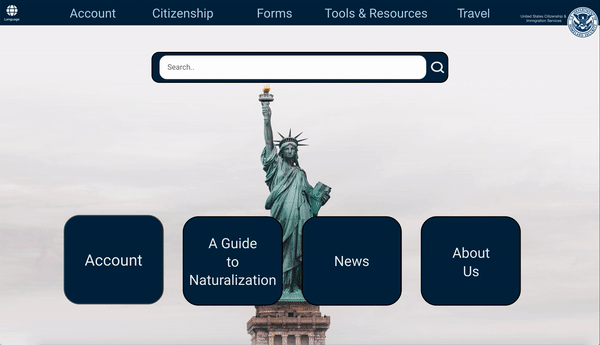 Account
Citizenship
Forms
Tools & Resources
Travel
Language
United States Citizenship &
Immigration Services
Search..
Account
A Guide
to
Naturalization
News
About
Us